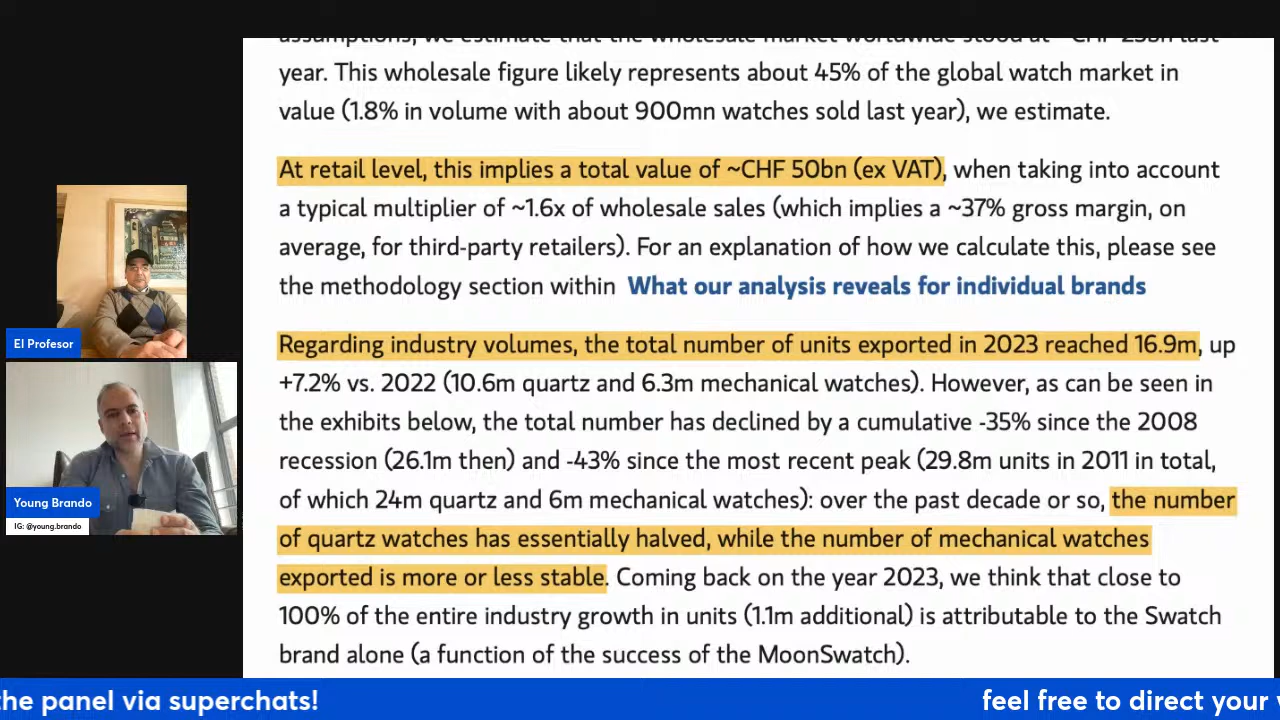 assumptions, we estimate that the wholesale market worldwide stood at ~CHF last
year. This wholesale figure likely represents about 45% of the global watch market in
value (1.8% in volume with about 900mn watches sold last year), we estimate.
At retail level, this implies a total value of ~CHF 50bn (ex VAT), when taking into account
a typical multiplier of ~1.6x of wholesale sales (which implies a ~37% gross margin, on
average, for third-party retailers). For an explanation of how we calculate this, please see
the methodology section within What our analysis reveals for individual brands
Regarding industry volumes, the total number of units exported in 2023 reached 16.9m, up
+7.2% vs. 2022 (10.6m quartz and 6.3m mechanical watches). However, as can be seen in
the exhibits below, the total number has declined by a cumulative -35% since the 2008
recession (26.1m then) and -43% since the most recent peak (29.8m units in 2011 in total,
of which 24m quartz and 6m mechanical watches): over the past decade or so, the number
of quartz watches has essentially halved, while the number of mechanical watches
exported is more or less stable. Coming back on the year 2023, we think that close to
100% of the entire industry growth in units (1.1m additional) is attributable to the Swatch
brand alone (a function of the success of the MoonSwatch).
El Profesor
Young Brando
IG: @young.brando
the panel via superchats!
feel free to direct your